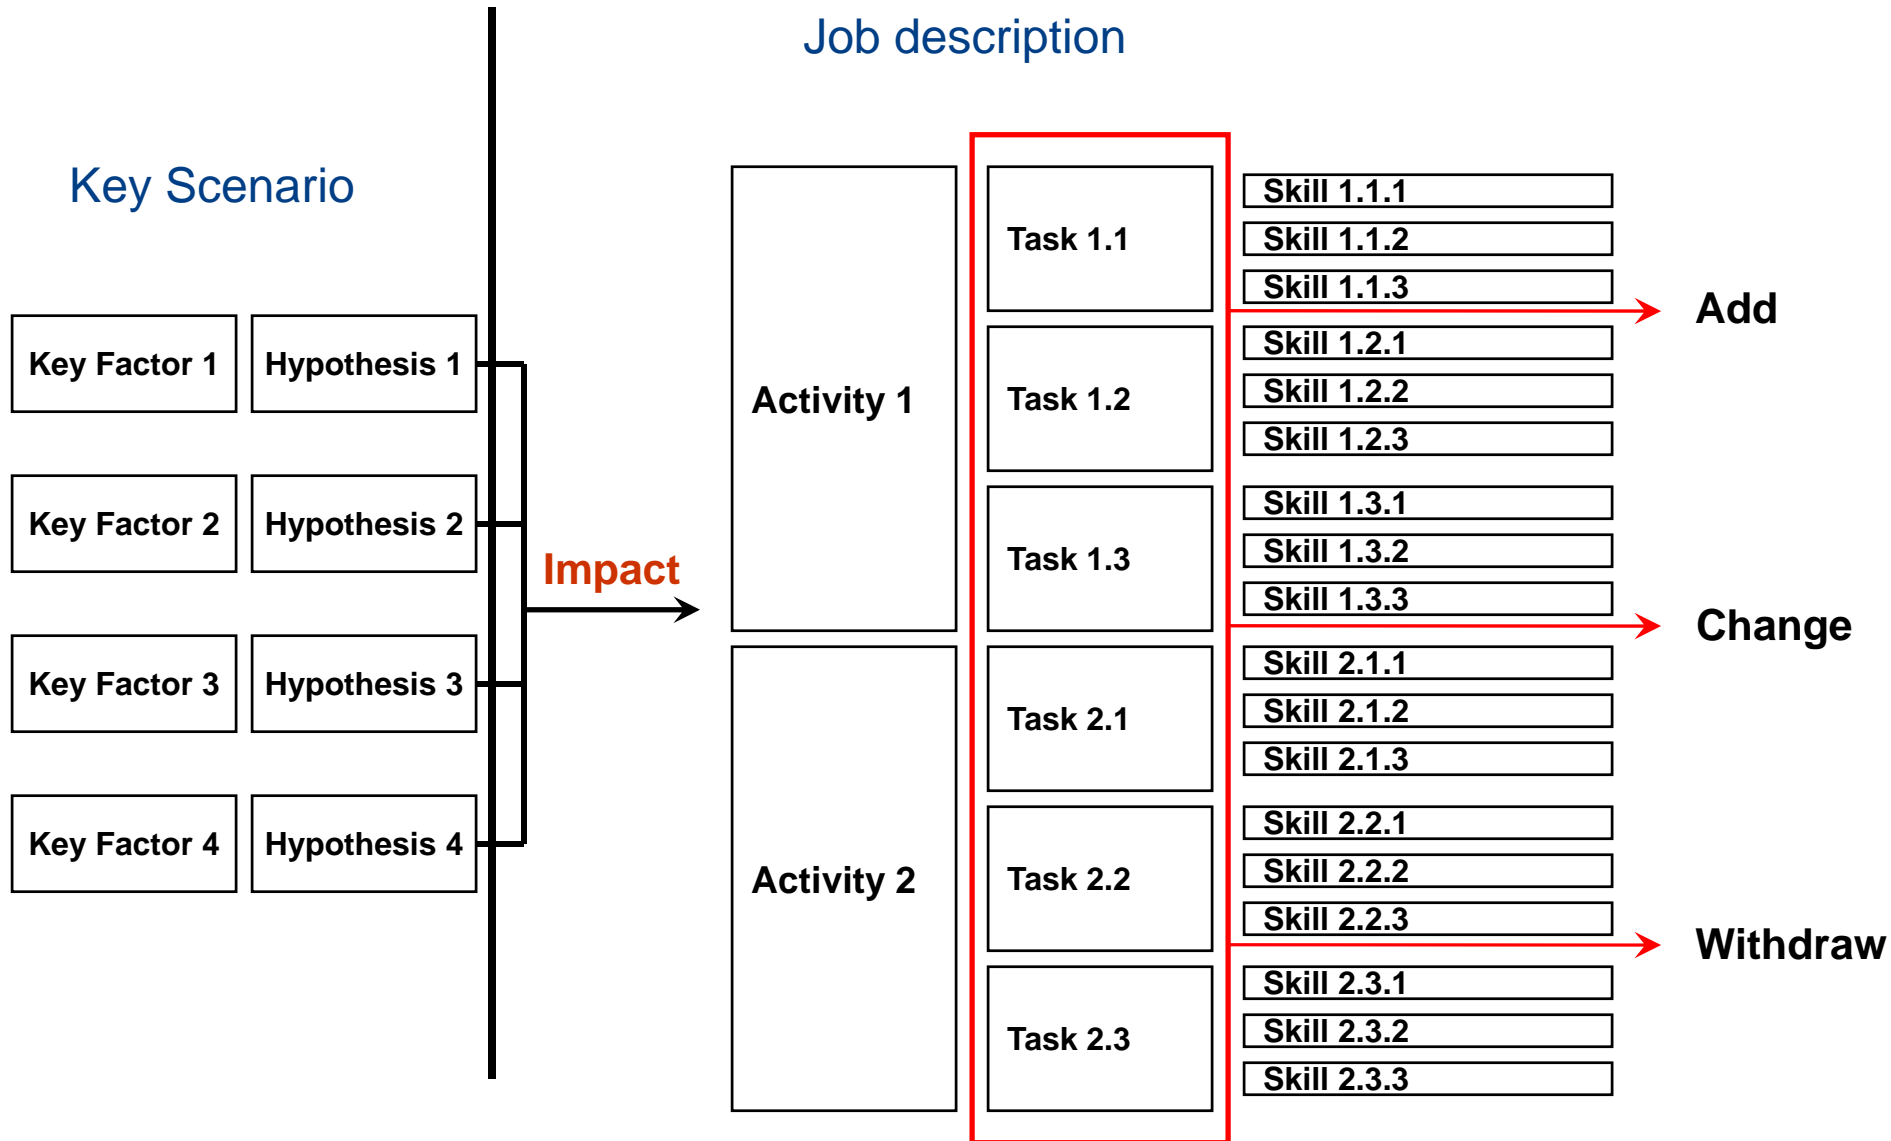 Job description
Key Scenario
Key Factor 1
Hypothesis 1
Key Factor 2
Hypothesis 2
Key Factor 3
Hypothesis 3
Key Factor 4
Hypothesis 4
Impact
Activity 1
Task 1.1
Skill 1.1.1
Skill 1.1.2
Skill 1.1.3
Task 1.2
Skill 1.2.1
Skill 1.2.2
Skill 1.2.3
Task 1.3
Skill 1.3.1
Skill 1.3.2
Skill 1.3.3
Activity 2
Task 2.1
Skill 2.1.1
Skill 2.1.2
Skill 2.1.3
Task 2.2
Skill 2.2.1
Skill 2.2.2
Skill 2.2.3
Task 2.3
Skill 2.3.1
Skill 2.3.2
Skill 2.3.3
Add
Change
Withdraw